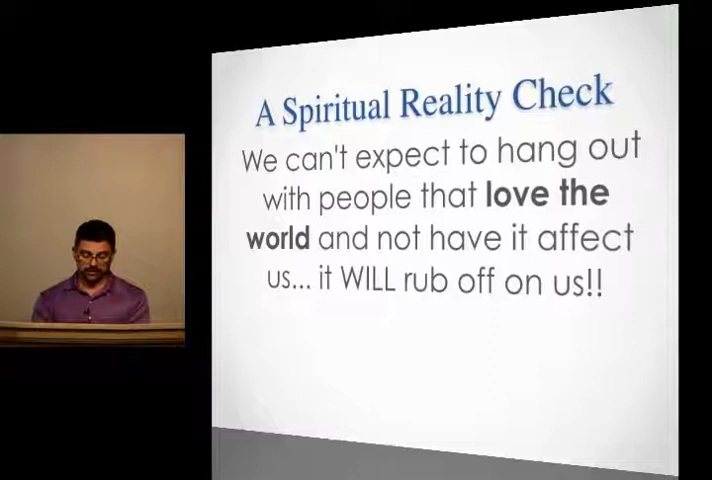 A Spiritual Reality Check
We can't expect to hang out
with people that love the
world and not have it affect
us... it WILL rub off on us!!